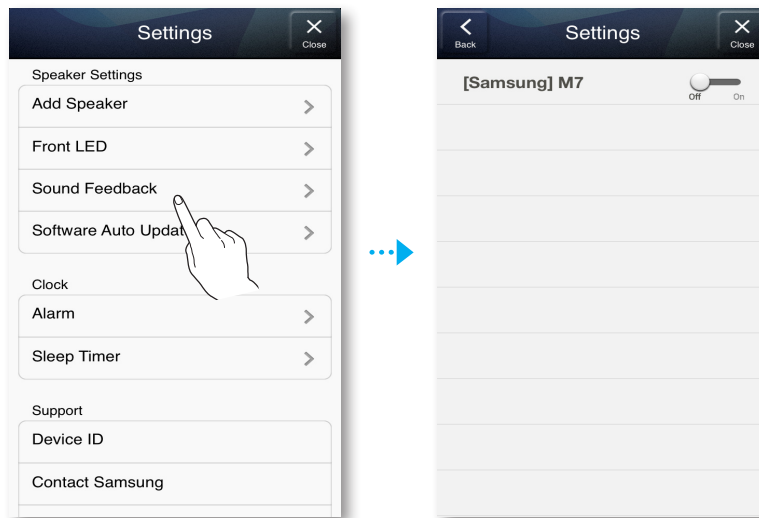 Settings
Close
Speaker Settings
Add Speaker
Front LED
Sound Feedback
Software Auto Updat
Clock
Alarm
Sleep Timer
Support
Device ID
Contact Samsung
Back
Settings
Close
[Samsung] M7
Off On